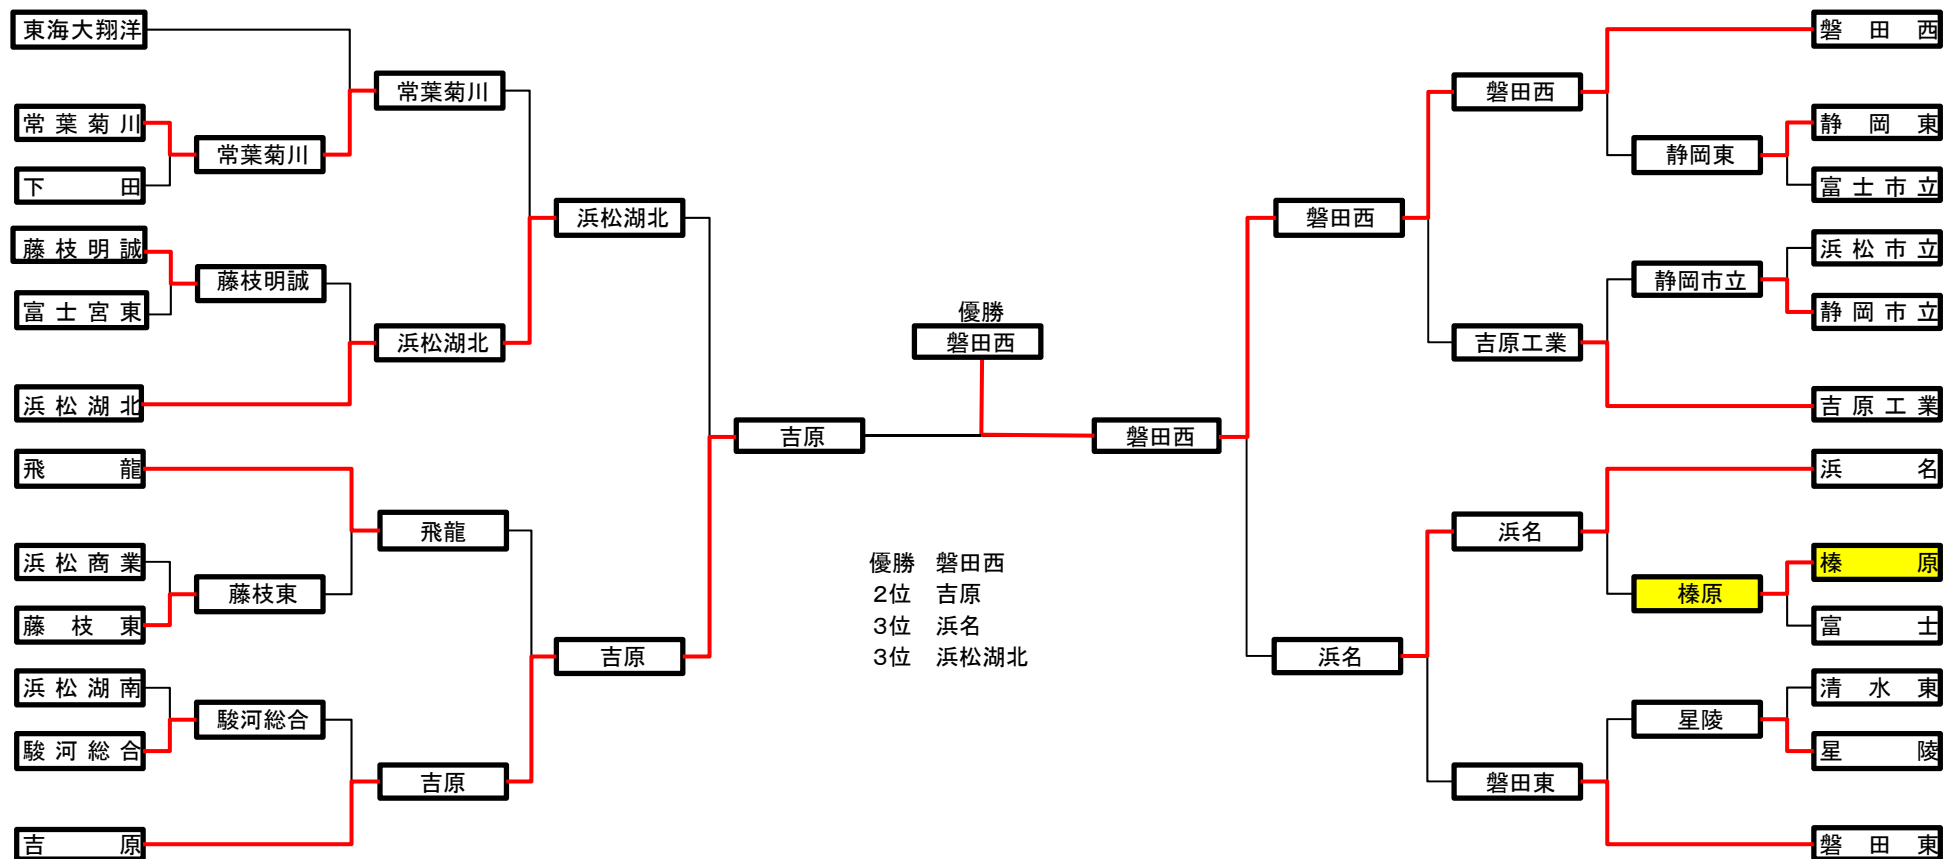 東海大翔洋
常葉菊川
下田
藤枝明誠
富士宮東
浜松湖北
飛龍
浜松商業
藤枝東
浜松湖南
駿河総合
吉原
常葉菊川
藤枝明誠
藤枝東
駿河総合
常葉菊川
浜松湖北
飛龍
吉原
浜松湖北
吉原
吉原
優勝
磐田西
優勝 磐田西
2位 吉原
3位 浜名
3位 浜松湖北
磐田西
磐田西
浜名
磐田西
吉原工業
浜名
磐田東
静岡東
静岡市立
榛原
星陵
磐田西
静岡東
富士市立
浜松市立
静岡市立
吉原工業
浜名
榛原
富士
清水東
星陵
磐田東